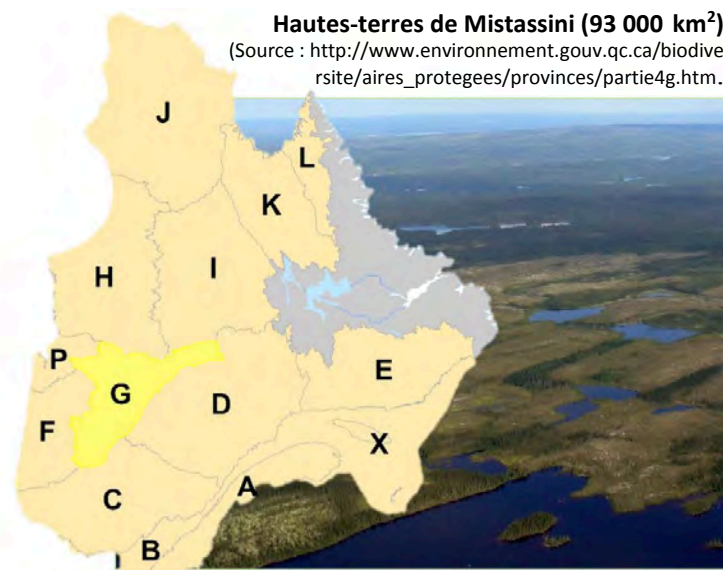 Hautes-terres de Mistassini (93 000 km²)
(Source : http://www.environnement.gouv.qc.ca/biodive
rsite/aires_protegees/provinces/partie4g.htm.
J
L
K
H
I
P
G
E
D
F
X
C
A
B